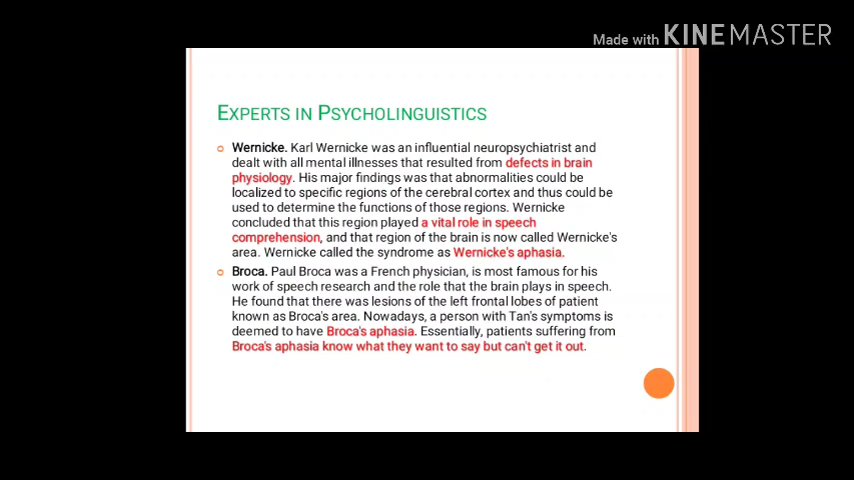 Made with KINEMASTER
EXPERTS IN PSYCHOLINGUISTICS
Wernicke. Karl Wernicke was an influential neuropsychiatrist and
dealt with all mental illnesses that resulted from defects in brain
physiology. His major findings was that abnormalities could be
localized to specific regions of the cerebral cortex and thus could be
used to determine the functions of those regions. Wernicke
concluded that this region played a vital role in speech
comprehension, and that region of the brain is now called Wernicke's
area. Wernicke called the syndrome as Wernicke's aphasia.
Broca. Paul Broca was a French physician, is most famous for his
work of speech research and the role that the brain plays in speech.
He found that there was lesions of the left frontal lobes of patient
known as Broca's area. Nowadays, a person with Tan's symptoms is
deemed to have Broca's aphasia. Essentially, patients suffering from
Broca's aphasia know what they want to say but can't get it out.